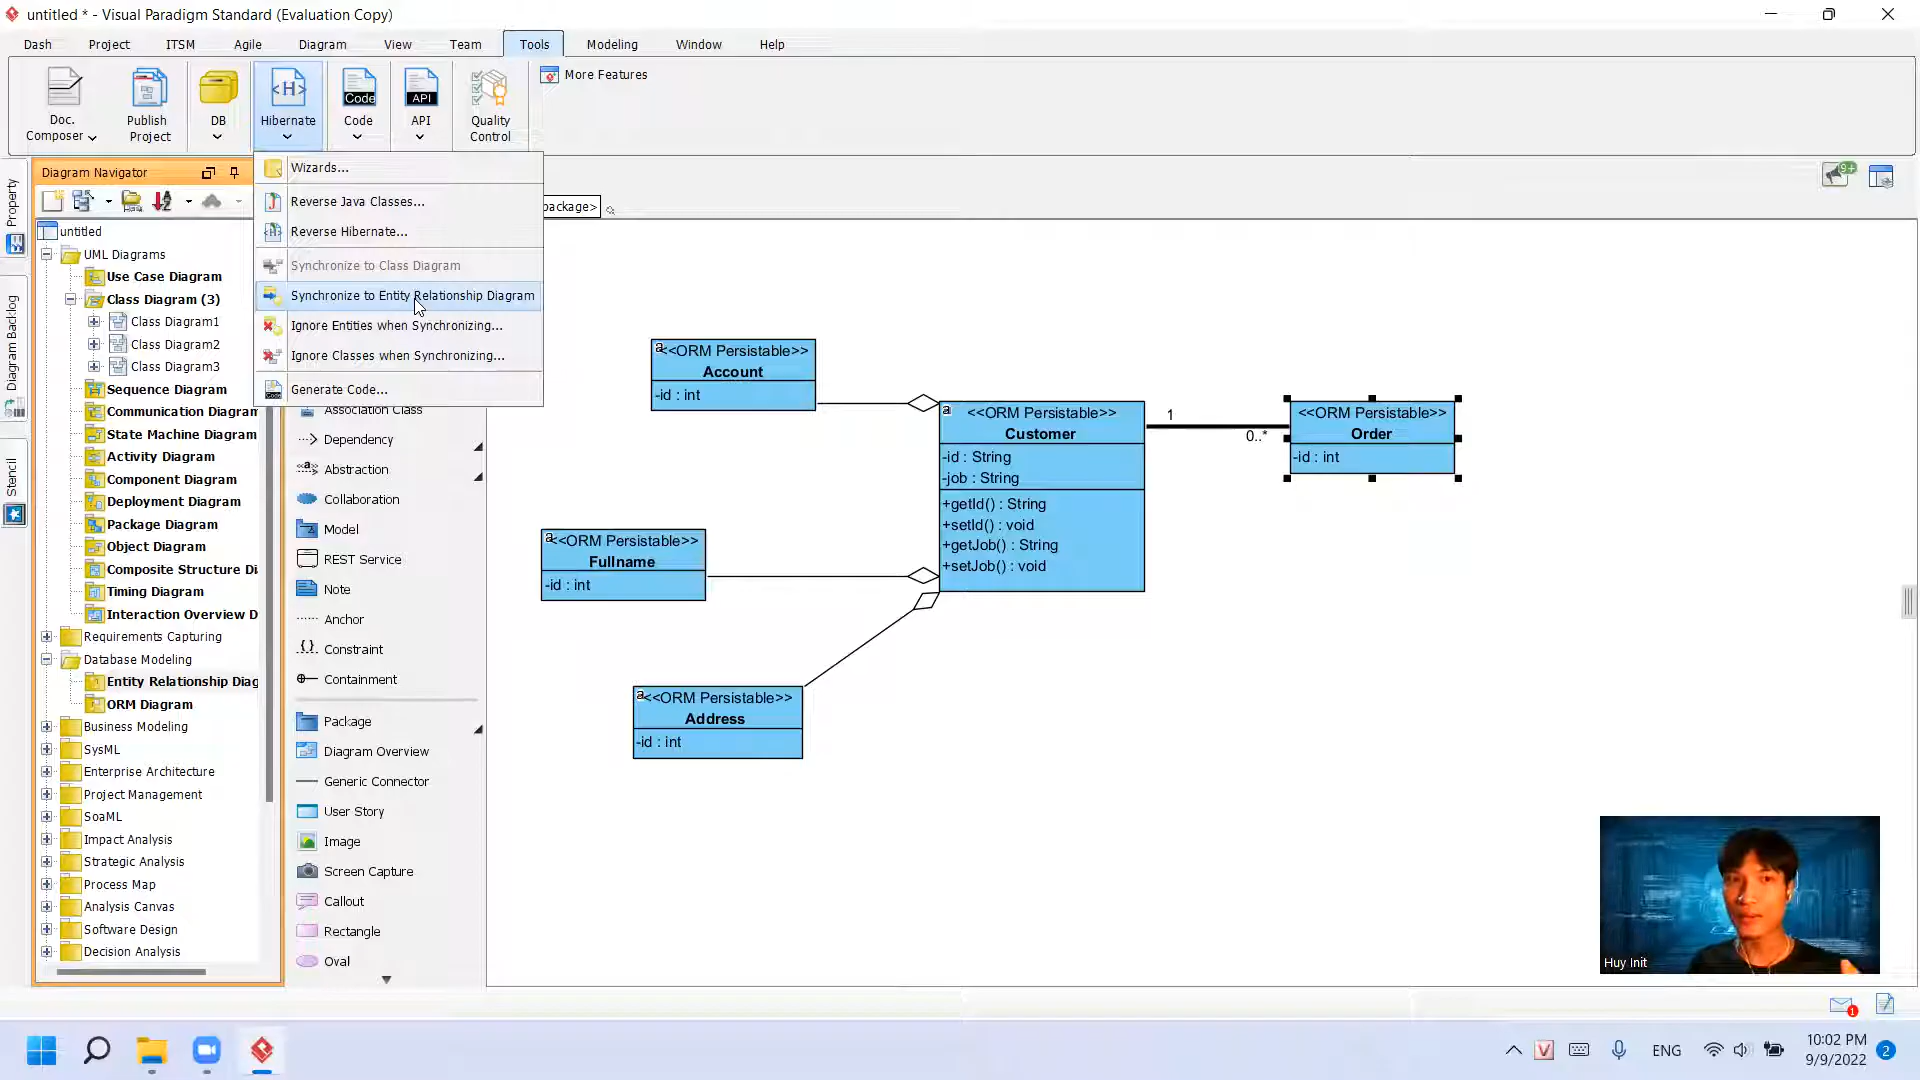 untitled * - Visual Paradigm Standard (Evaluation Copy)
Dash Project ITSM Agile Diagram View Team Tools Modeling Window Help
Doc. Composer
Publish Project
DB
Hibernate
Code
Code
API
API
Quality Control
More Features
Wizards...
Reverse Java Classes...
Reverse Hibernate...
Synchronize to Class Diagram
Synchronize to Entity Relationship Diagram
Ignore Entities when Synchronizing...
Ignore Classes when Synchronizing...
Generate Code...
Property
Diagram Backlog
Stencil
Diagram Navigator
untitled
UML Diagrams
Use Case Diagram
Class Diagram (3)
Class Diagram1
Class Diagram2
Class Diagram3
Sequence Diagram
Communication Diagram
State Machine Diagram
Activity Diagram
Component Diagram
Deployment Diagram
Package Diagram
Object Diagram
Composite Structure Di
Timing Diagram
Interaction Overview D
Requirements Capturing
Database Modeling
Entity Relationship Diag
ORM Diagram
Business Modeling
SysML
Enterprise Architecture
Project Management
SoaML
Impact Analysis
Strategic Analysis
Process Map
Analysis Canvas
Software Design
Decision Analysis
Association Class
Dependency
Abstraction
Collaboration
Model
REST Service
Note
Anchor
Constraint
Containment
Package
Diagram Overview
Generic Connector
User Story
Image
Screen Capture
Callout
Rectangle
Oval
package>
9+
a
<<ORM Persistable>>
Account
-id : int
a
<<ORM Persistable>>
Customer
-id : String
-job : String
+getId() : String
+setId() : void
+getJob() : String
+setJob() : void
1
0..*
<<ORM Persistable>>
Order
-id : int
a
<<ORM Persistable>>
Fullname
-id : int
a
<<ORM Persistable>>
Address
-id : int
Huy Init
1
V
ENG
10:02 PM
9/9/2022
2